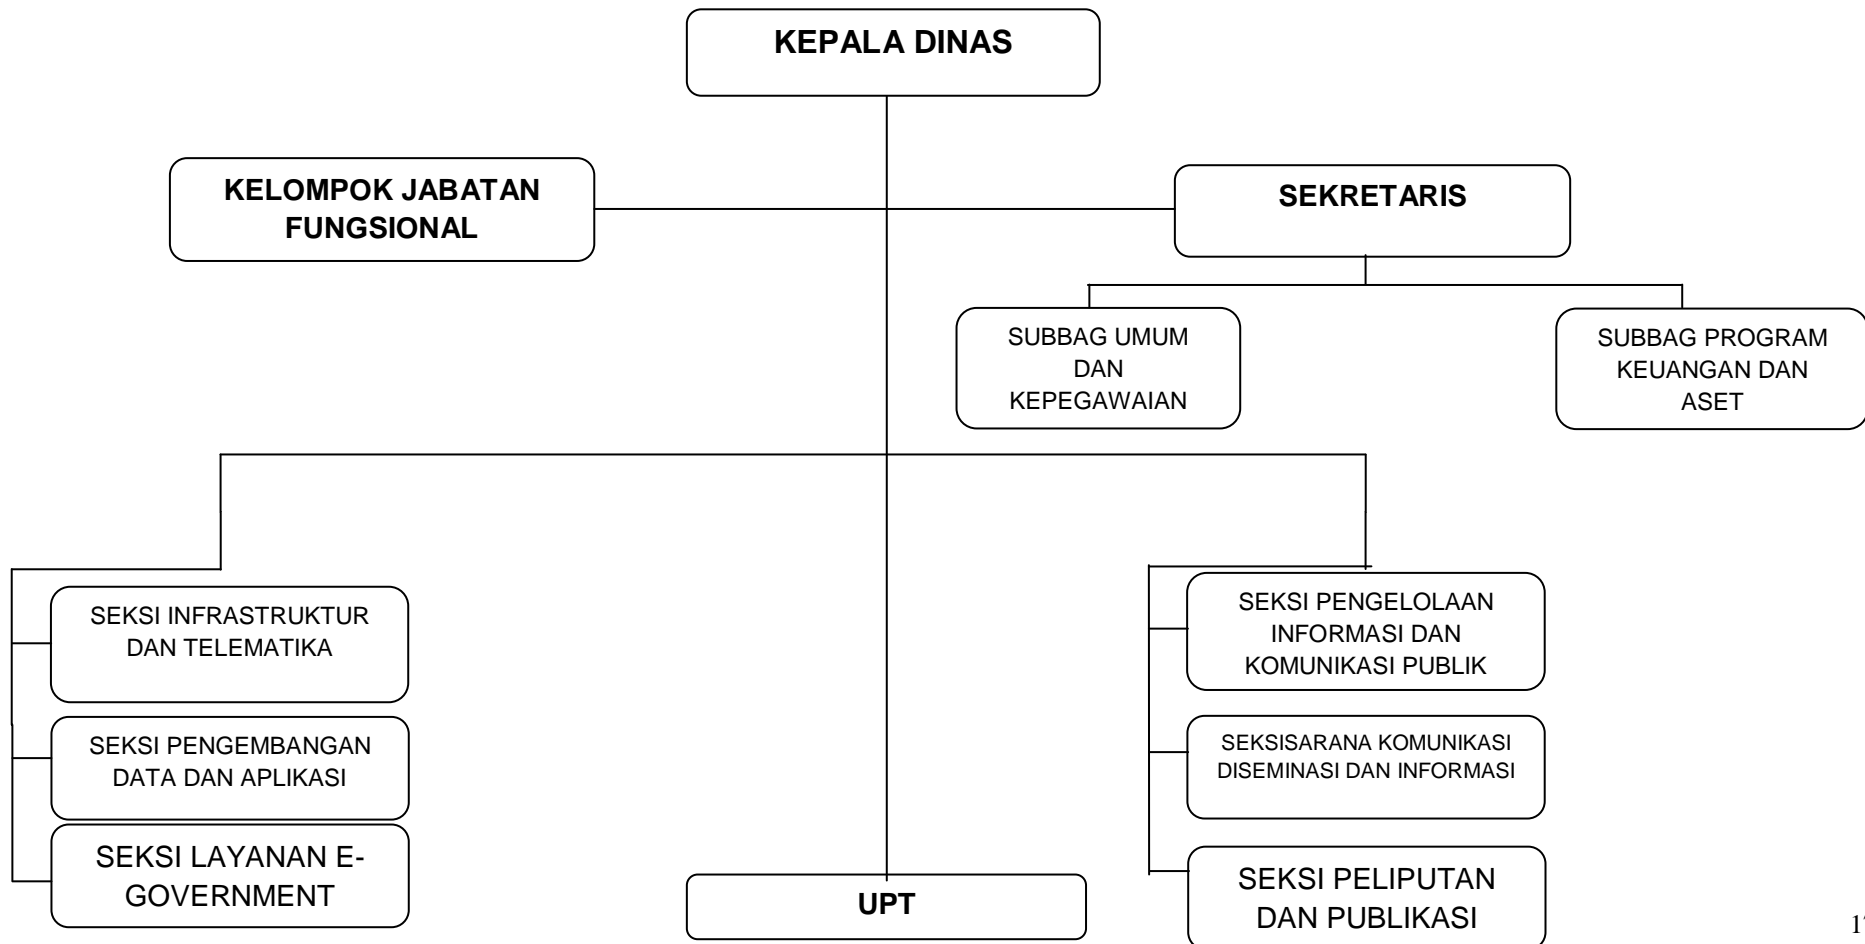 KEPALA DINAS
KELOMPOK JABATAN
FUNGSIONAL
SEKRETARIS
SUBBAG UMUM
DAN
KEPEGAWAIAN
SUBBAG PROGRAM
KEUANGAN DAN
ASET
SEKSI INFRASTRUKTUR
DAN TELEMATIKA
SEKSI PENGEMBANGAN
DATA DAN APLIKASI
SEKSI LAYANAN E-
GOVERNMENT
SEKSI PENGELOLAAN
INFORMASI DAN
KOMUNIKASI PUBLIK
SEKSISARANA KOMUNIKASI
DISEMINASI DAN INFORMASI
SEKSI PELIPUTAN
DAN PUBLIKASI
UPT